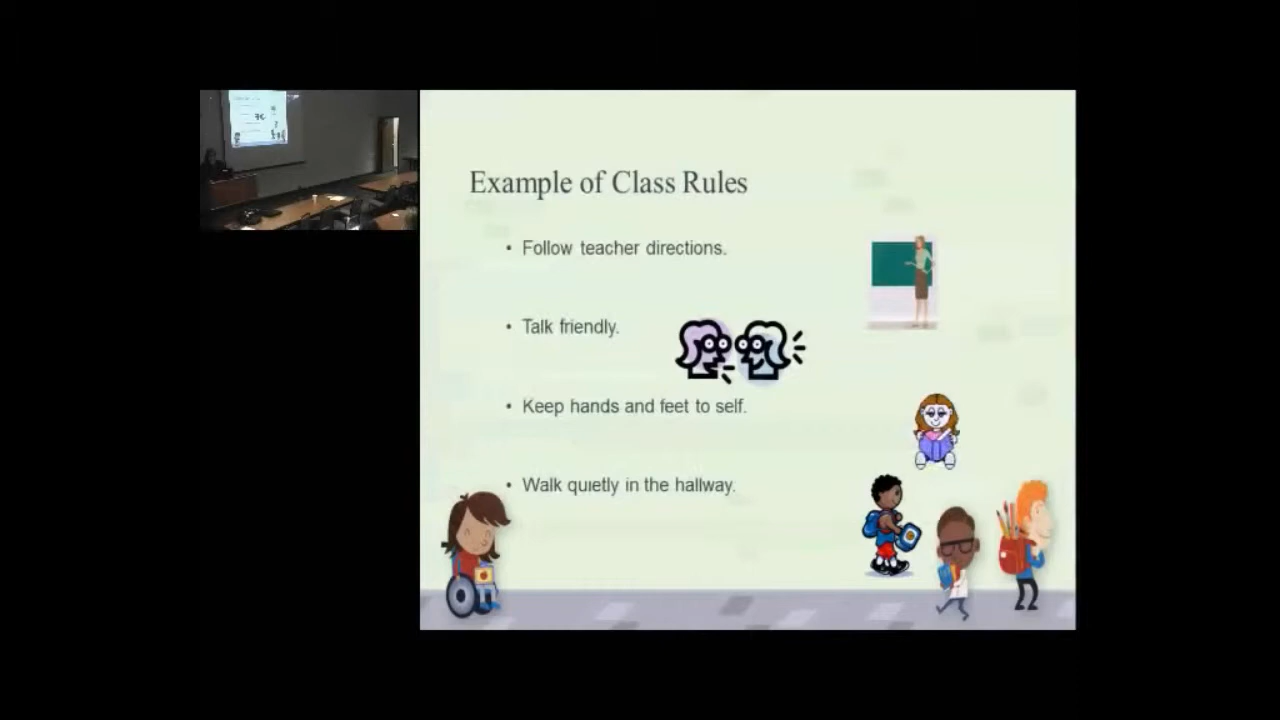 Example of Class Rules
• Follow teacher directions.
• Talk friendly.
• Keep hands and feet to self.
• Walk quietly in the hallway.